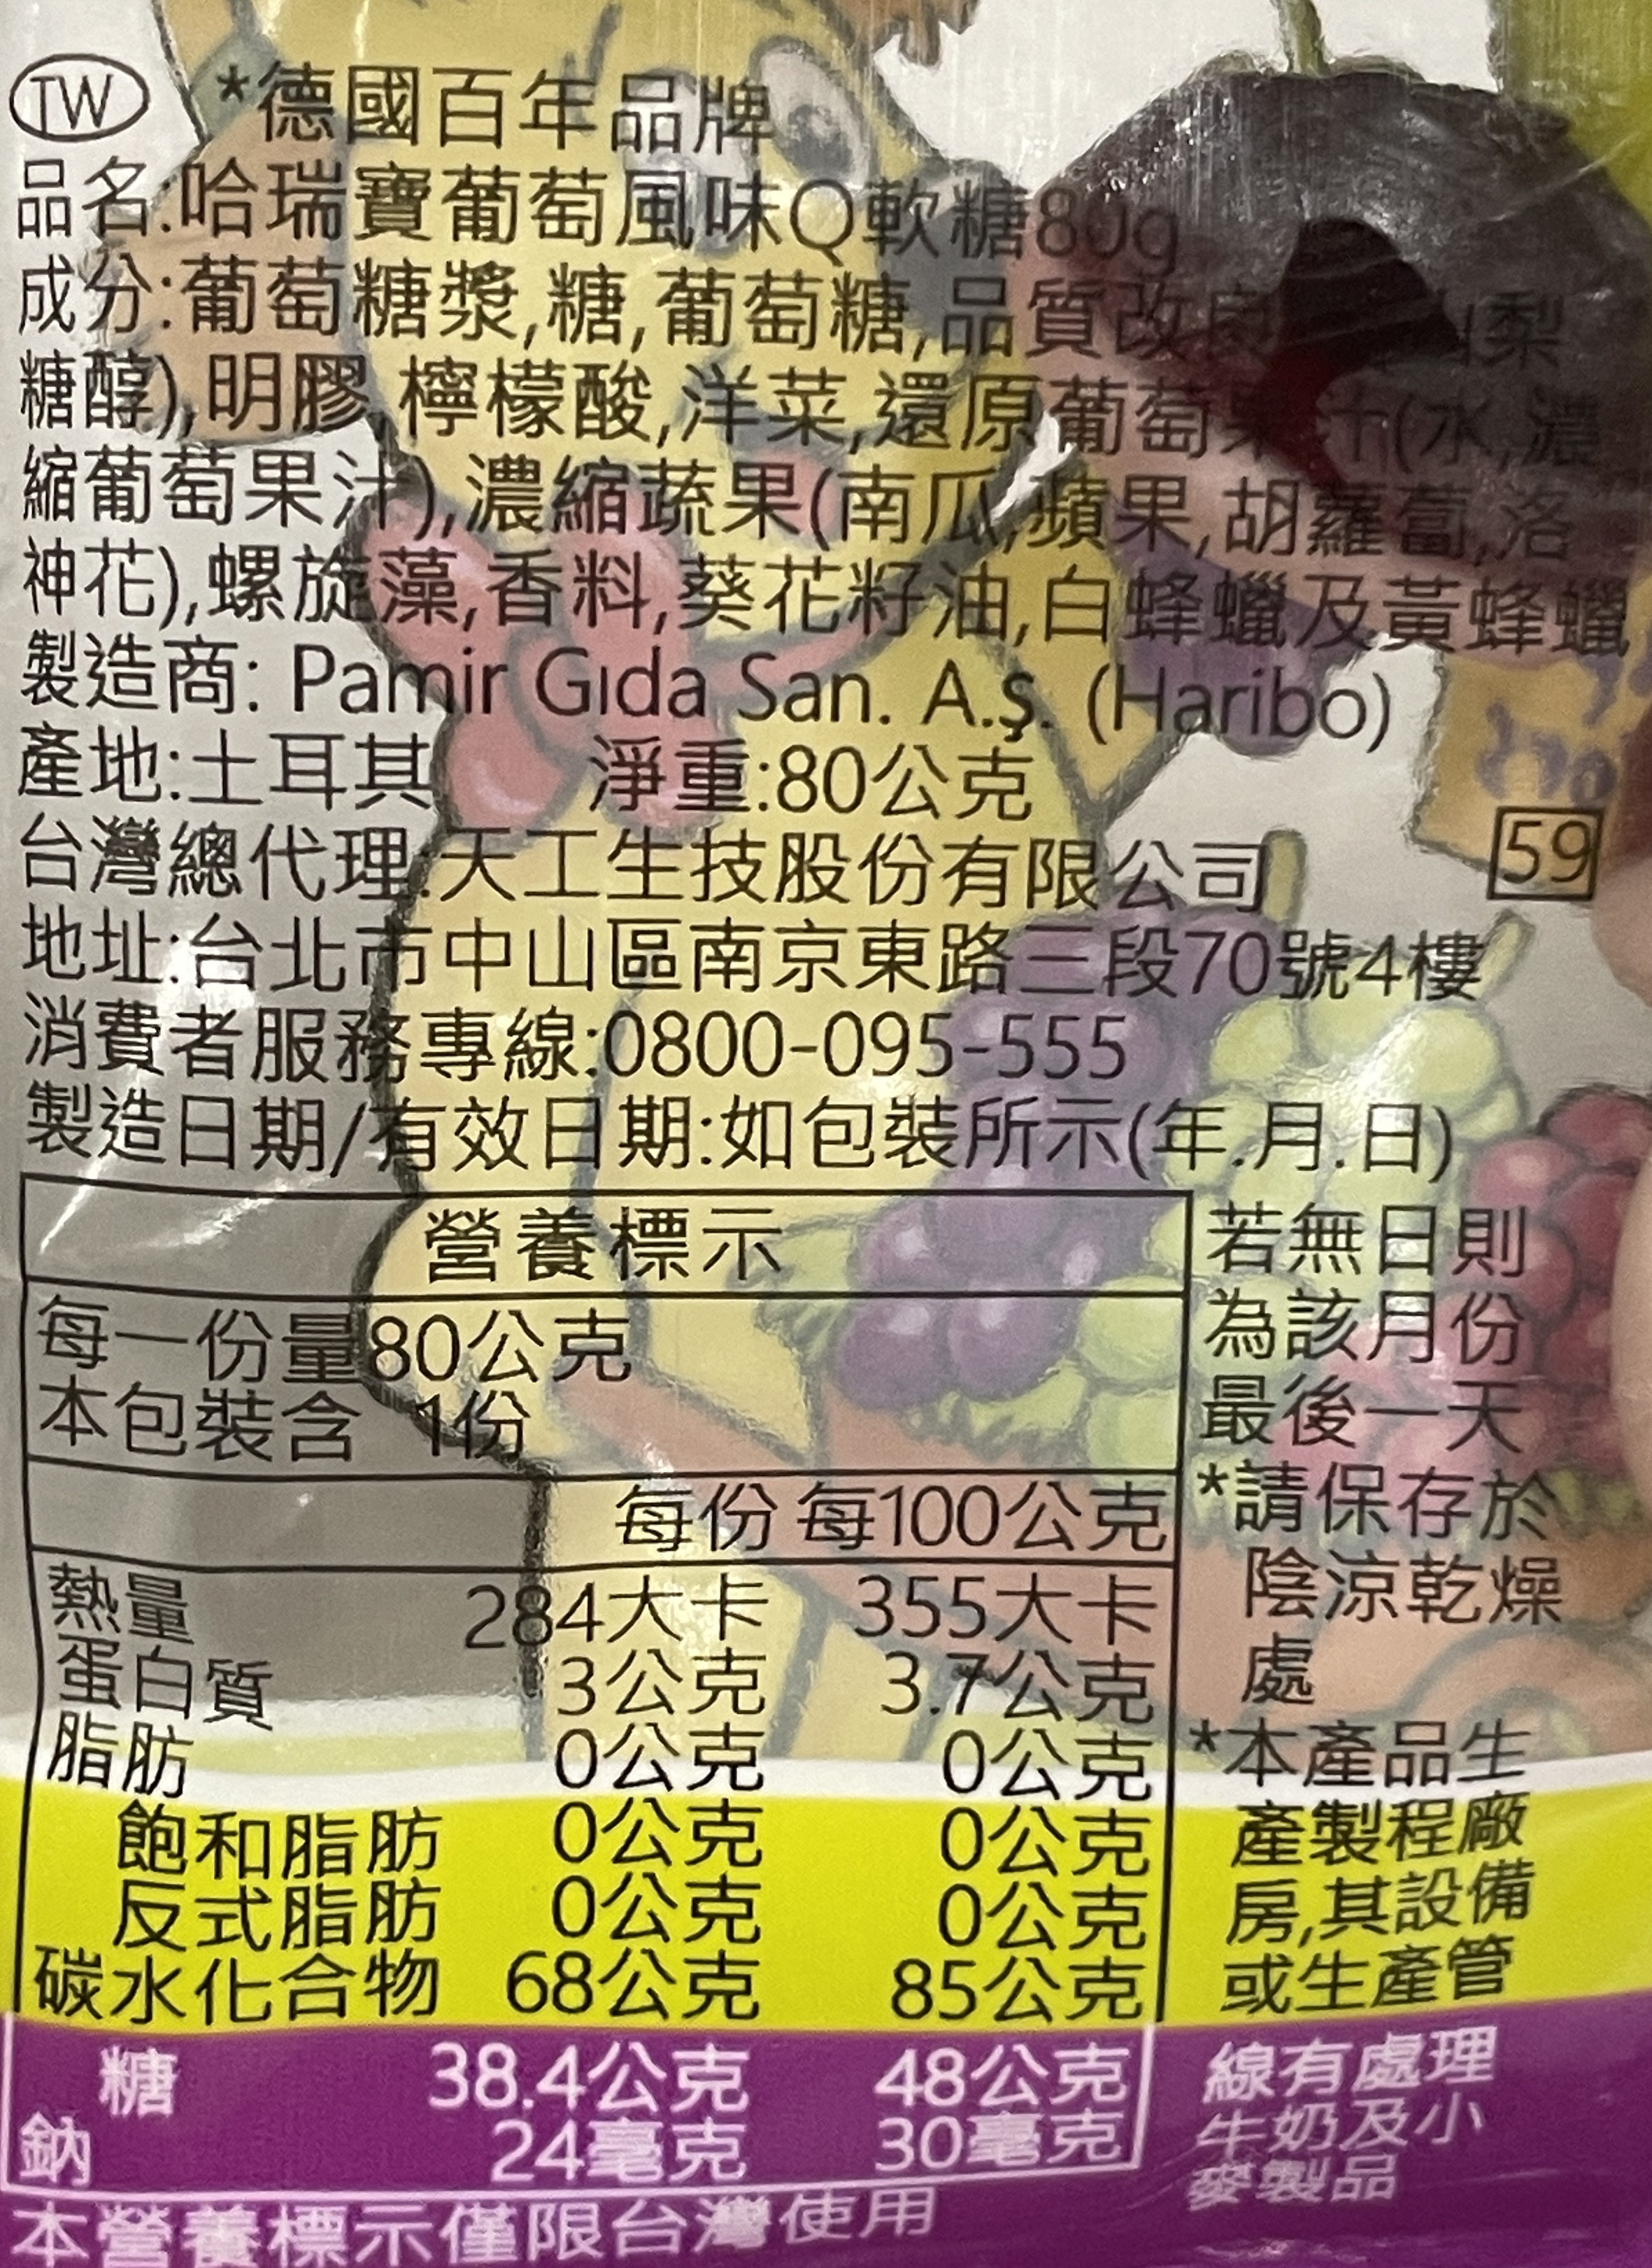 TW *德國百年品牌
品名:哈瑞寶葡萄風味Q軟糖80g
成分:葡萄糖漿,糖,葡萄糖,品質改良 山梨
糖醇),明膠,檸檬酸,洋菜,還原葡萄果汁(水,濃
縮葡萄果汁),濃縮蔬果(南瓜,蘋果,胡蘿蔔,洛
神花),螺旋藻,香料,葵花籽油,白蜂蠟及黃蜂蠟
製造商: Pamir Gıda San. A.Ş. (Haribo)
產地:土耳其 淨重:80公克
台灣總代理:天工生技股份有限公司
59
地址:台北市中山區南京東路三段70號4樓
消費者服務專線:0800-095-555
製造日期/有效日期:如包裝所示(年.月.日)
若無日則
為該月份
最後一天
*請保存於
陰涼乾燥
處
*本產品生
產製程廠
房,其設備
或生產管
線有處理
牛奶及小
麥製品
營養標示
每一份量80公克
本包裝含 1份
每份 每100公克
熱量 284大卡 355大卡
蛋白質 3公克 3.7公克
脂肪 0公克 0公克
飽和脂肪 0公克 0公克
反式脂肪 0公克 0公克
碳水化合物 68公克 85公克
糖 38.4公克 48公克
鈉 24毫克 30毫克
本營養標示僅限台灣使用